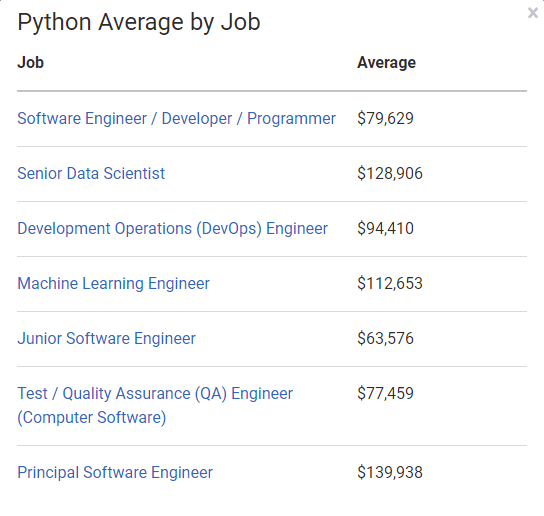 Python Average by Job
×
Job Average
Software Engineer / Developer / Programmer $79,629
Senior Data Scientist $128,906
Development Operations (DevOps) Engineer $94,410
Machine Learning Engineer $112,653
Junior Software Engineer $63,576
Test / Quality Assurance (QA) Engineer $77,459
(Computer Software)
Principal Software Engineer $139,938